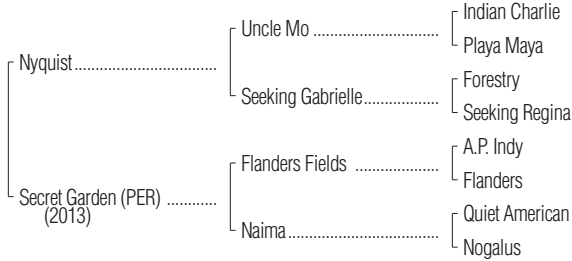 Indian Charlie
Uncle Mo ..................
Playa Maya
Nyquist..................................
Forestry
Seeking Gabrielle..................
Seeking Regina
A.P. Indy
Flanders Fields ..................
Flanders
Secret Garden (PER) ............
(2013)
Quiet American
Naima....................................
Nogalus